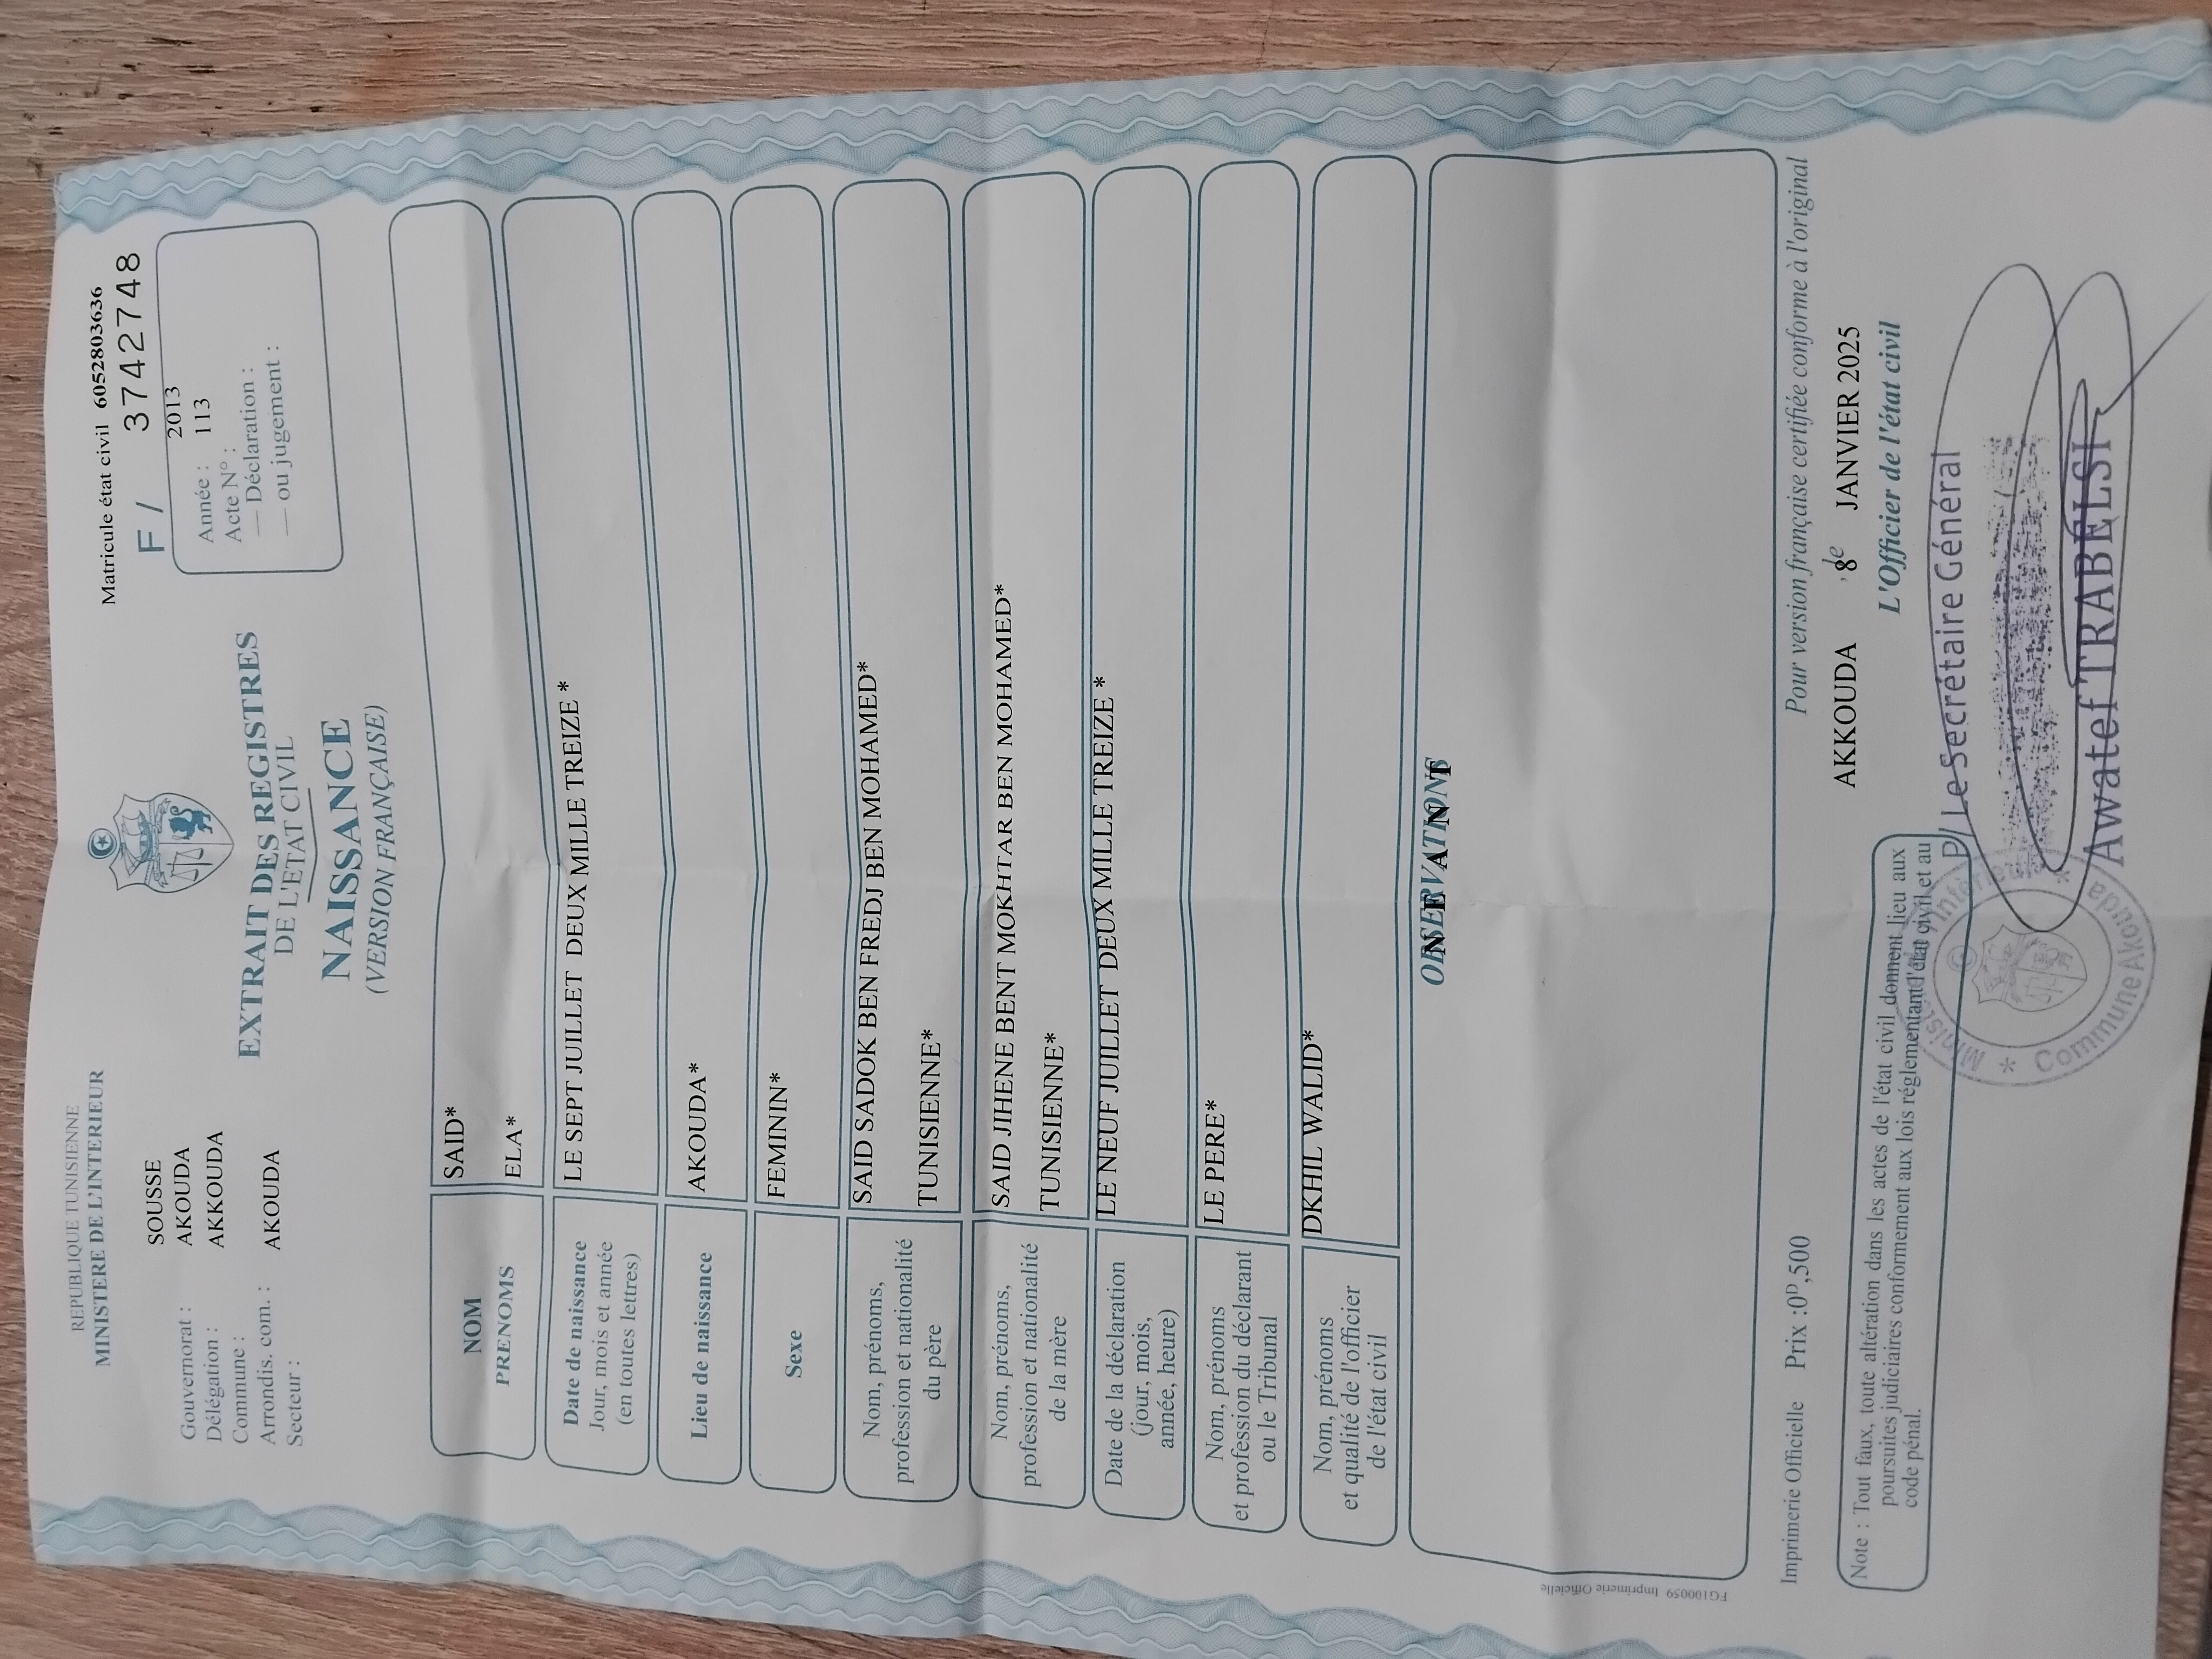 REPUBLIQUE TUNISIENNE
MINISTERE DE L'INTERIEUR
Gouvernorat : SOUSSE
Délégation : AKOUDA
Commune : AKKOUDA
Arrondis. com. : AKOUDA
Secteur :
EXTRAIT DES REGISTRES
DE L'ETAT CIVIL
NAISSANCE
(VERSION FRANÇAISE)
Matricule état civil 6052803636
F / 3742748
Année : 2013
Acte N° : 113
— Déclaration :
— ou jugement :
NOM SAID*
PRENOMS ELA*
Date de naissance
Jour, mois et année
(en toutes lettres)
LE SEPT JUILLET DEUX MILLE TREIZE *
Lieu de naissance AKOUDA*
Sexe FEMININ*
Nom, prénoms,
profession et nationalité
du père
SAID SADOK BEN FREDJ BEN MOHAMED*
TUNISIENNE*
Nom, prénoms,
profession et nationalité
de la mère
SAID JIHENE BENT MOKHTAR BEN MOHAMED*
TUNISIENNE*
Date de la déclaration
(jour, mois,
année, heure)
LE NEUF JUILLET DEUX MILLE TREIZE *
Nom, prénoms
et profession du déclarant
ou le Tribunal
LE PERE*
Nom, prénoms
et qualité de l'officier
de l'état civil
DKHIL WALID*
OBSERVATIONS
N E A N T
FG100059 Imprimerie Officielle
Imprimerie Officielle Prix :0ᴰ,500
Pour version française certifiée conforme à l'original
AKKOUDA , le 8 JANVIER 2025
L'Officier de l'état civil
Note : Tout faux, toute altération dans les actes de l'état civil donnent lieu aux
poursuites judiciaires conformement aux lois réglementant l'état civil et au
code pénal.
P/ Le Secrétaire Général
Awatef TRABELSI
Commune Akouda